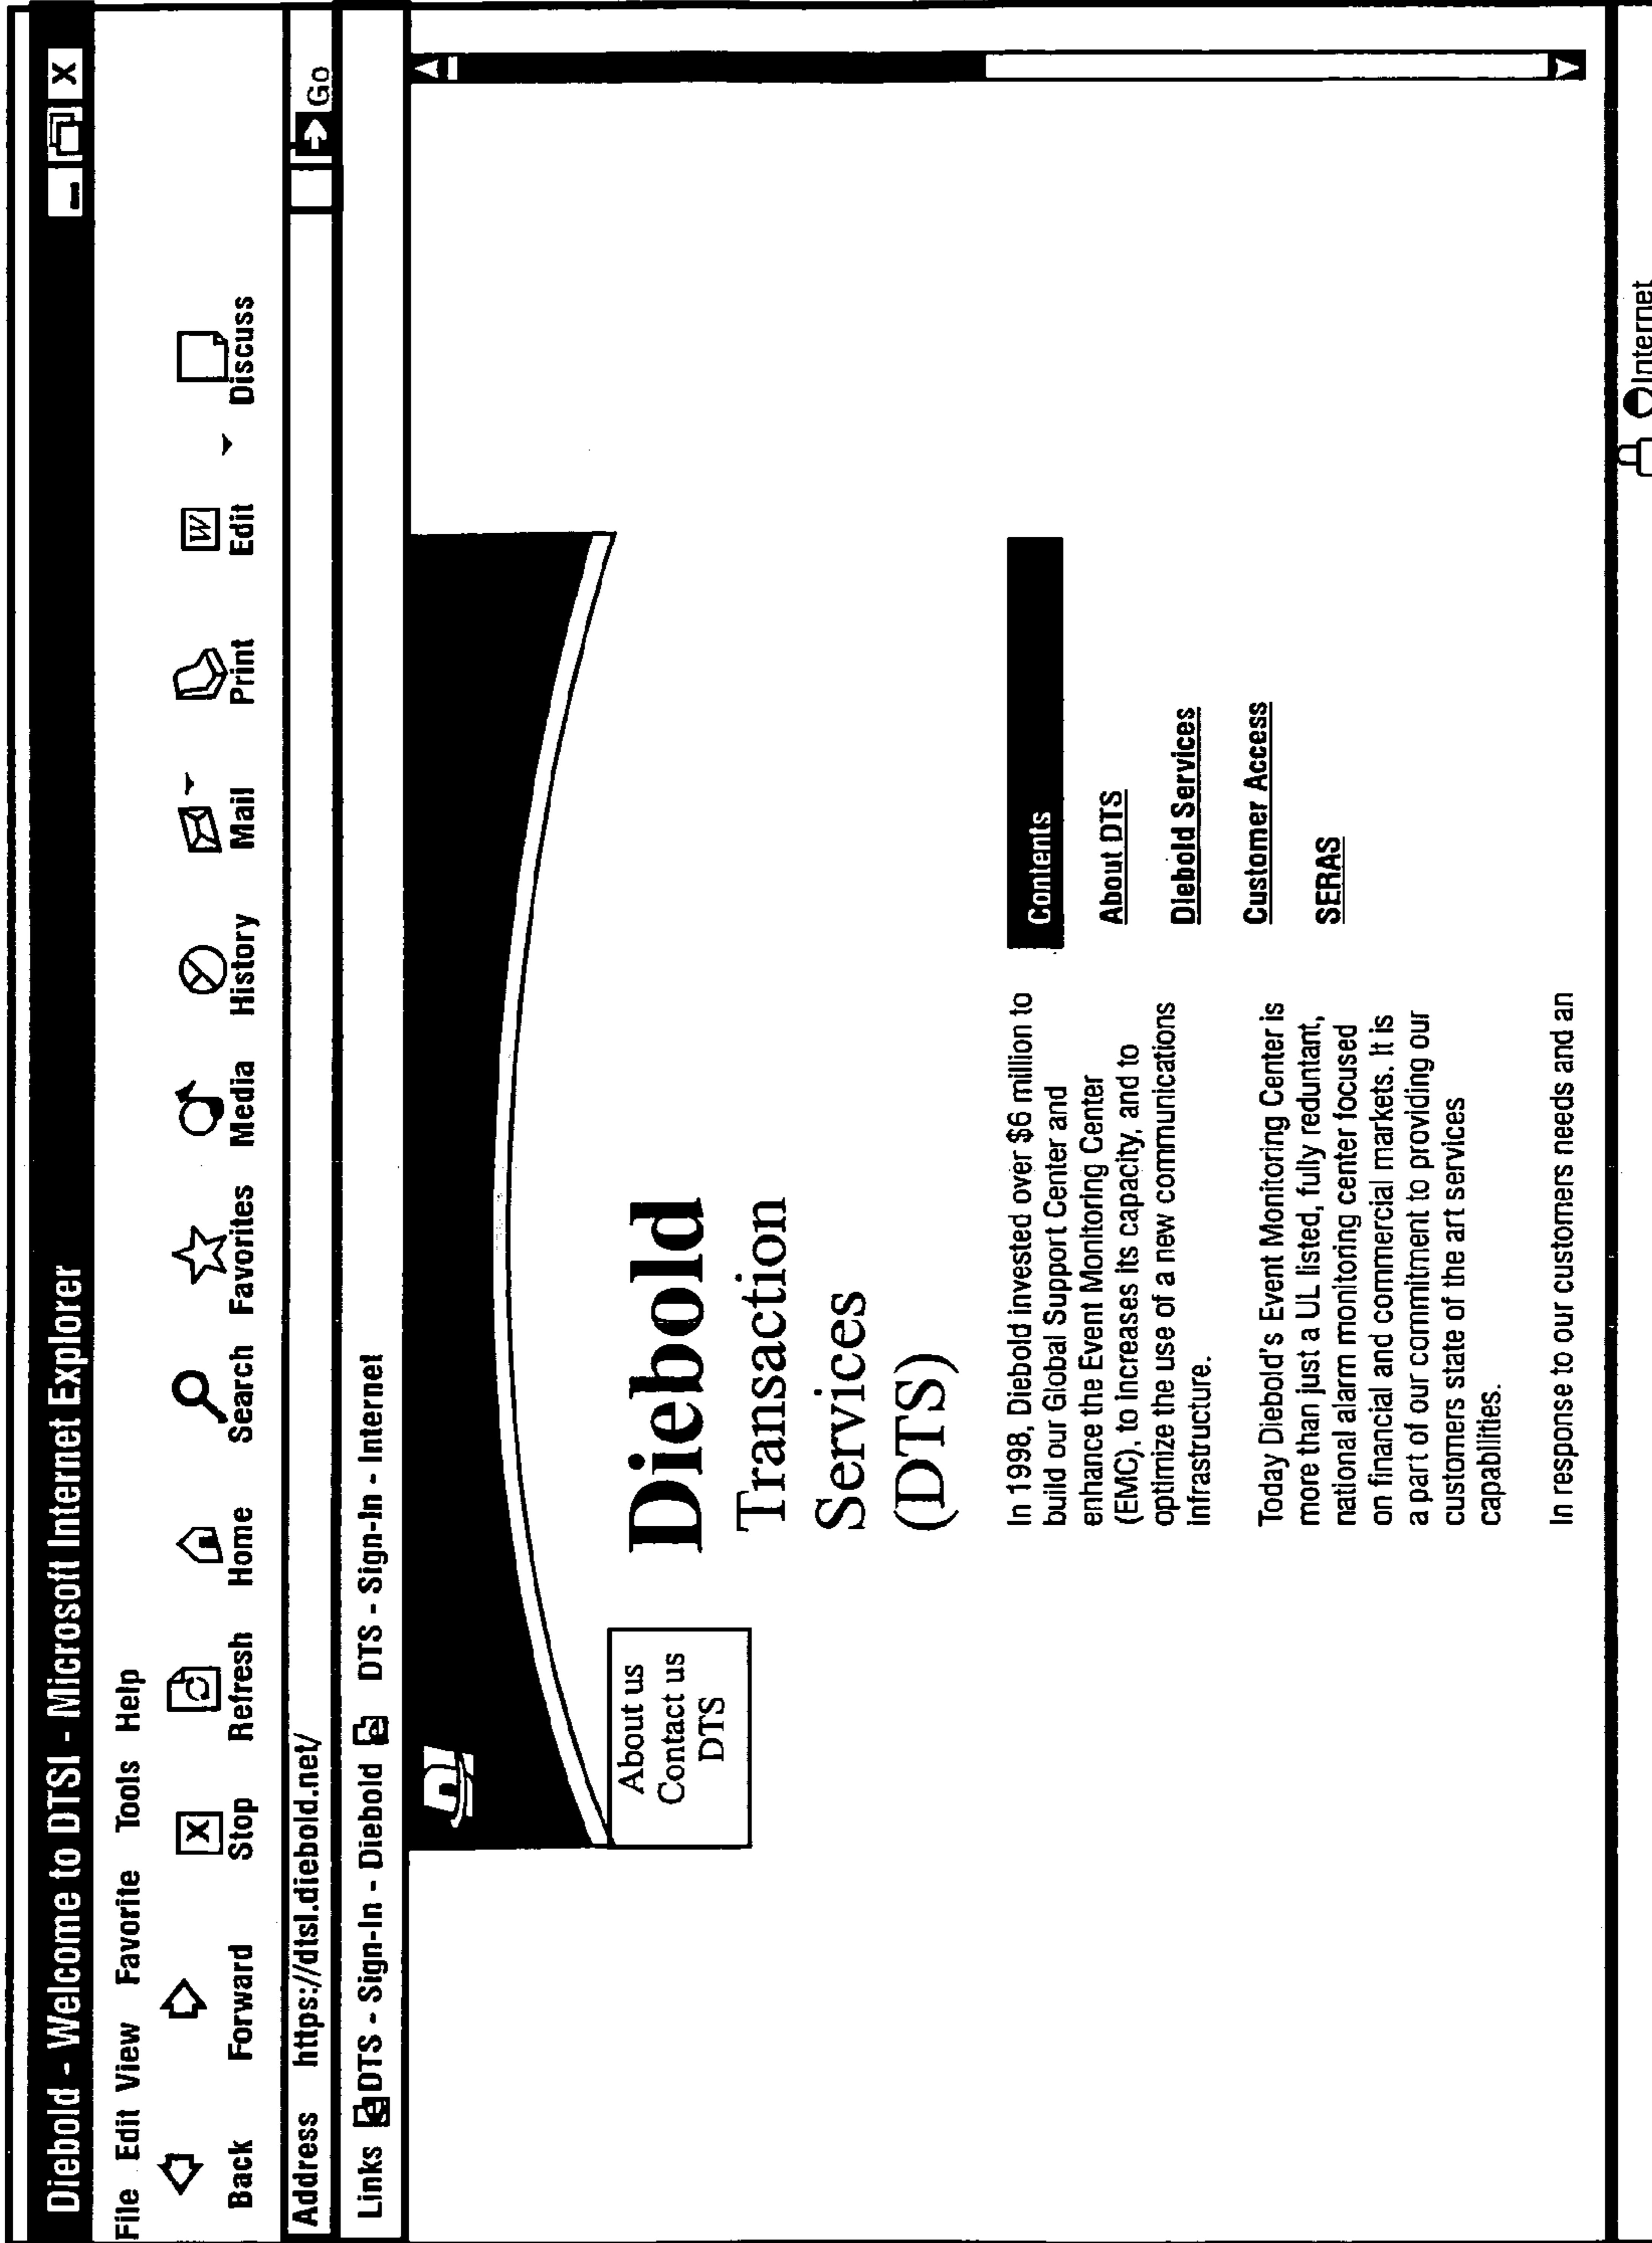 Diebold - Welcome to DTSI - Microsoft Internet Explorer
_ X
File Edit View Favorite Tools Help
Back Forward Stop Refresh Home Search Favorites Media History Mail Print Edit Discuss
Address https://dtsl.diebold.net/ Go
Links DTS - Sign-In - Diebold DTS - Sign-In - Internet
About us
Contact us
DTS
Diebold
Transaction
Services
(DTS)
In 1998, Diebold invested over $6 million to
build our Global Support Center and
enhance the Event Monitoring Center
(EMC), to increases its capacity, and to
optimize the use of a new communications
infrastructure.
Today Diebold's Event Monitoring Center is
more than just a UL listed, fully reduntant,
national alarm monitoring center focused
on financial and commercial markets. It is
a part of our commitment to providing our
customers state of the art services
capabilities.
In response to our customers needs and an
Contents
About DTS
Diebold Services
Customer Access
SERAS
Internet